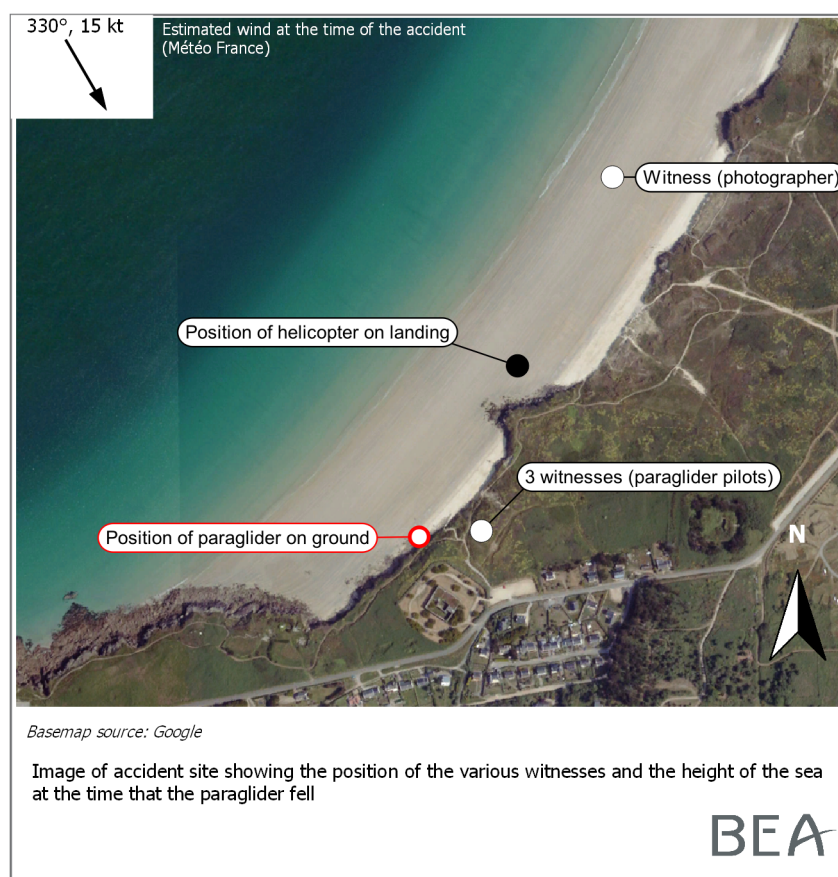 330°, 15 kt
Estimated wind at the time of the accident
(Météo France)
Witness (photographer)
Position of helicopter on landing
3 witnesses (paraglider pilots)
Position of paraglider on ground
N
Basemap source: Google
Image of accident site showing the position of the various witnesses and the height of the sea
at the time that the paraglider fell
BEA